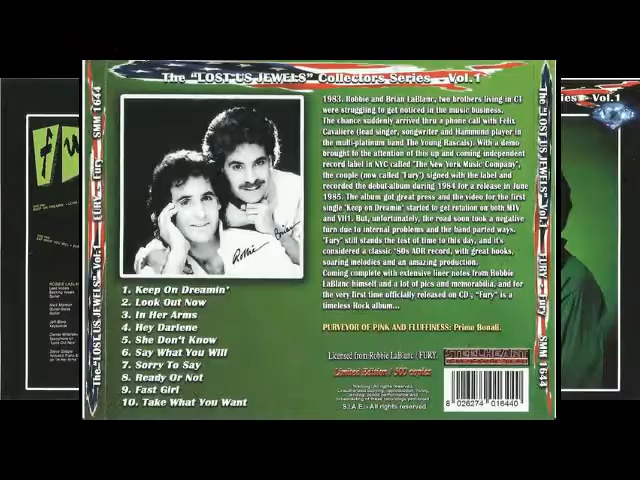 The "LOST US JEWELS" Collectors Series - Vol.1
1983. Robbie and Brian LaBlanc, two brothers living in CT
were struggling to get noticed in the music business.
The chance suddenly arrived thru a phone call with Felix
Cavaliere (lead singer, songwriter and Hammund player in
the multi-platinum band The Young Rascals). With a demo
brought to the attention of this up and coming independent
record label in NYC called "The New York Music Company",
the couple (now called "Fury") signed with the label and
recorded the debut-album during 1984 for a release in June
1985. The album got great press and the video for the first
single "Keep on Dreamin" started to get rotation on both MTV
and VH1. But, unfortunately, the road soon took a negative
turn due to internal problems and the band parted ways.
"Fury" still stands the test of time to this day, and it's
considered a classic '80s AOR record, with great hooks,
soaring melodies and an amazing production.
Coming complete with extensive liner notes from Robbie
LaBlanc himself and a lot of pics and memorabilia, and for
the very first time officially released on CD , "Fury" is a
timeless Rock album...
PURVEYOR OF PINK AND FLUFFINESS: Primo Bonali.
Robbie
Brian
1. Keep On Dreamin'
2. Look Out Now
3. In Her Arms
4. Hey Darlene
5. She Don't Know
6. Say What You Will
7. Sorry To Say
8. Ready Or Not
9. Fast Girl
10. Take What You Want
Licensed from Robbie LaBlanc / FURY.
Limited Edition / 500 copies
STEELHEART
S.I.A.E. - All rights reserved.
8 026274 016440
The "LOST US JEWELS" Vol.1
FURY - Fury
SMM 1644
The "LOST US JEWELS" Vol.1
FURY - Fury
SMM 1644
ies - Vol.1